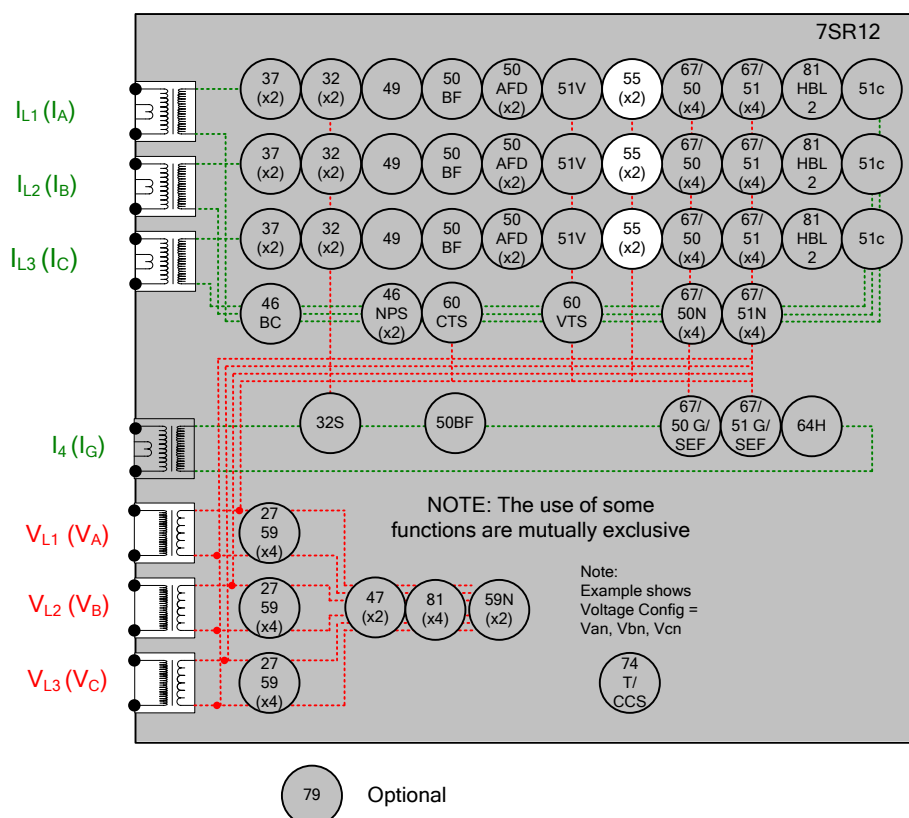 7SR12
IL1 (IA)
37
(x2)
32
(x2)
49
50
BF
50
AFD
(x2)
51V
55
(x2)
67/
50
(x4)
67/
51
(x4)
81
HBL
2
51c
IL2 (IB)
37
(x2)
32
(x2)
49
50
BF
50
AFD
(x2)
51V
55
(x2)
67/
50
(x4)
67/
51
(x4)
81
HBL
2
51c
IL3 (IC)
37
(x2)
32
(x2)
49
50
BF
50
AFD
(x2)
51V
55
(x2)
67/
50
(x4)
67/
51
(x4)
81
HBL
2
51c
46
BC
46
NPS
(x2)
60
CTS
60
VTS
67/
50N
(x4)
67/
51N
(x4)
I4 (IG)
32S
50BF
67/
50 G/
SEF
67/
51 G/
SEF
64H
NOTE: The use of some
functions are mutually exclusive
VL1 (VA)
27
59
(x4)
VL2 (VB)
27
59
(x4)
47
(x2)
81
(x4)
59N
(x2)
Note:
Example shows
Voltage Config =
Van, Vbn, Vcn
VL3 (VC)
27
59
(x4)
74
T/
CCS
79
Optional